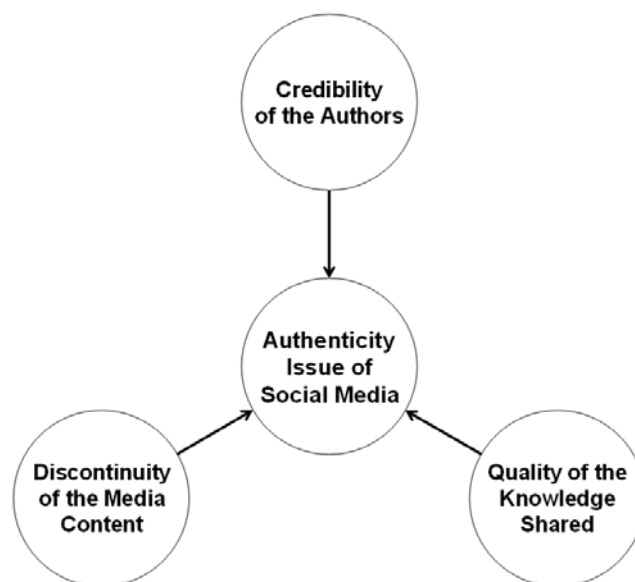 Credibility
of the Authors
Authenticity
Issue of
Social Media
Discontinuity
of the Media
Content
Quality of the
Knowledge
Shared